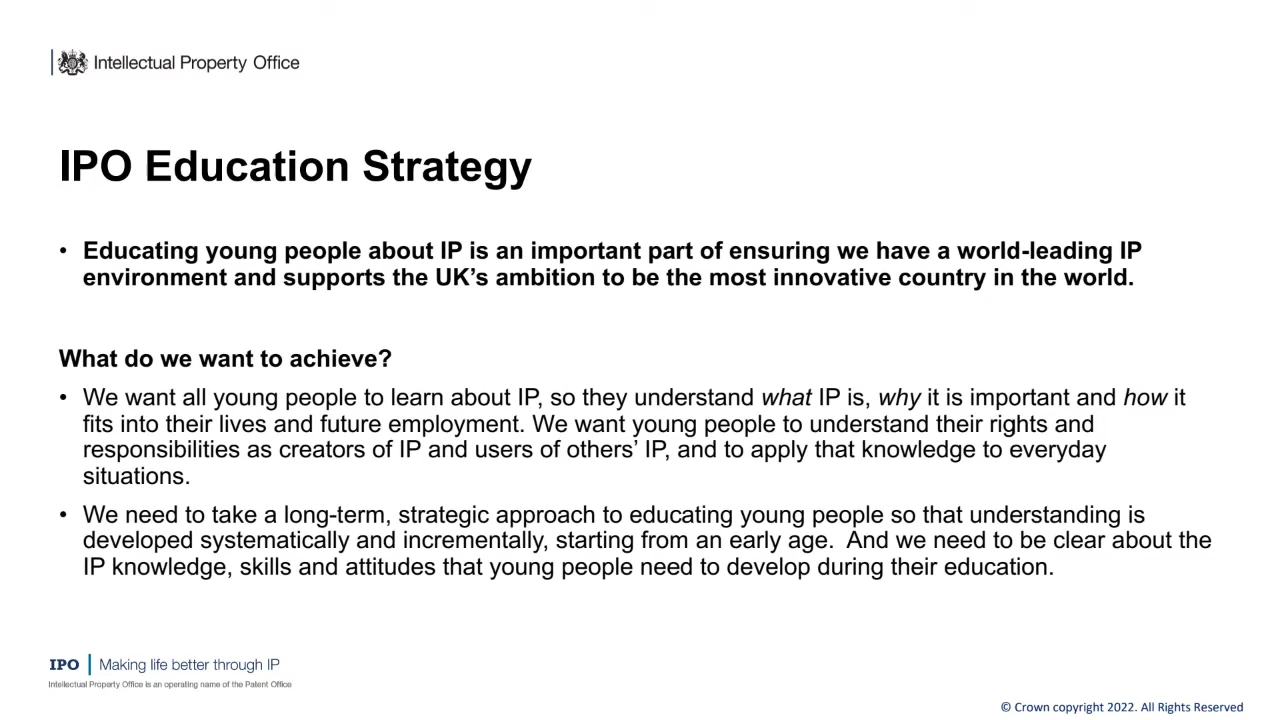 Intellectual Property Office
IPO Education Strategy
• Educating young people about IP is an important part of ensuring we have a world-leading IP
environment and supports the UK’s ambition to be the most innovative country in the world.
What do we want to achieve?
• We want all young people to learn about IP, so they understand what IP is, why it is important and how it
fits into their lives and future employment. We want young people to understand their rights and
responsibilities as creators of IP and users of others’ IP, and to apply that knowledge to everyday
situations.
• We need to take a long-term, strategic approach to educating young people so that understanding is
developed systematically and incrementally, starting from an early age.  And we need to be clear about the
IP knowledge, skills and attitudes that young people need to develop during their education.
IPO | Making life better through IP
Intellectual Property Office is an operating name of the Patent Office
© Crown copyright 2022. All Rights Reserved